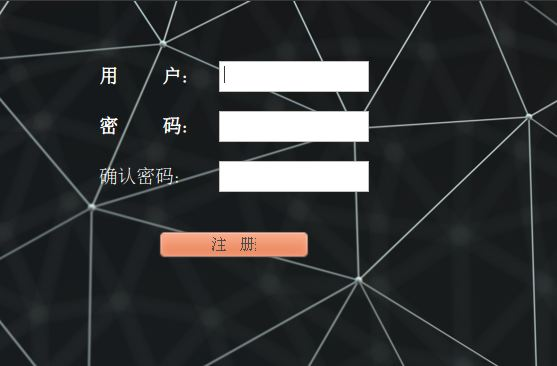 用 户：
密 码：
确认密码：
注 册